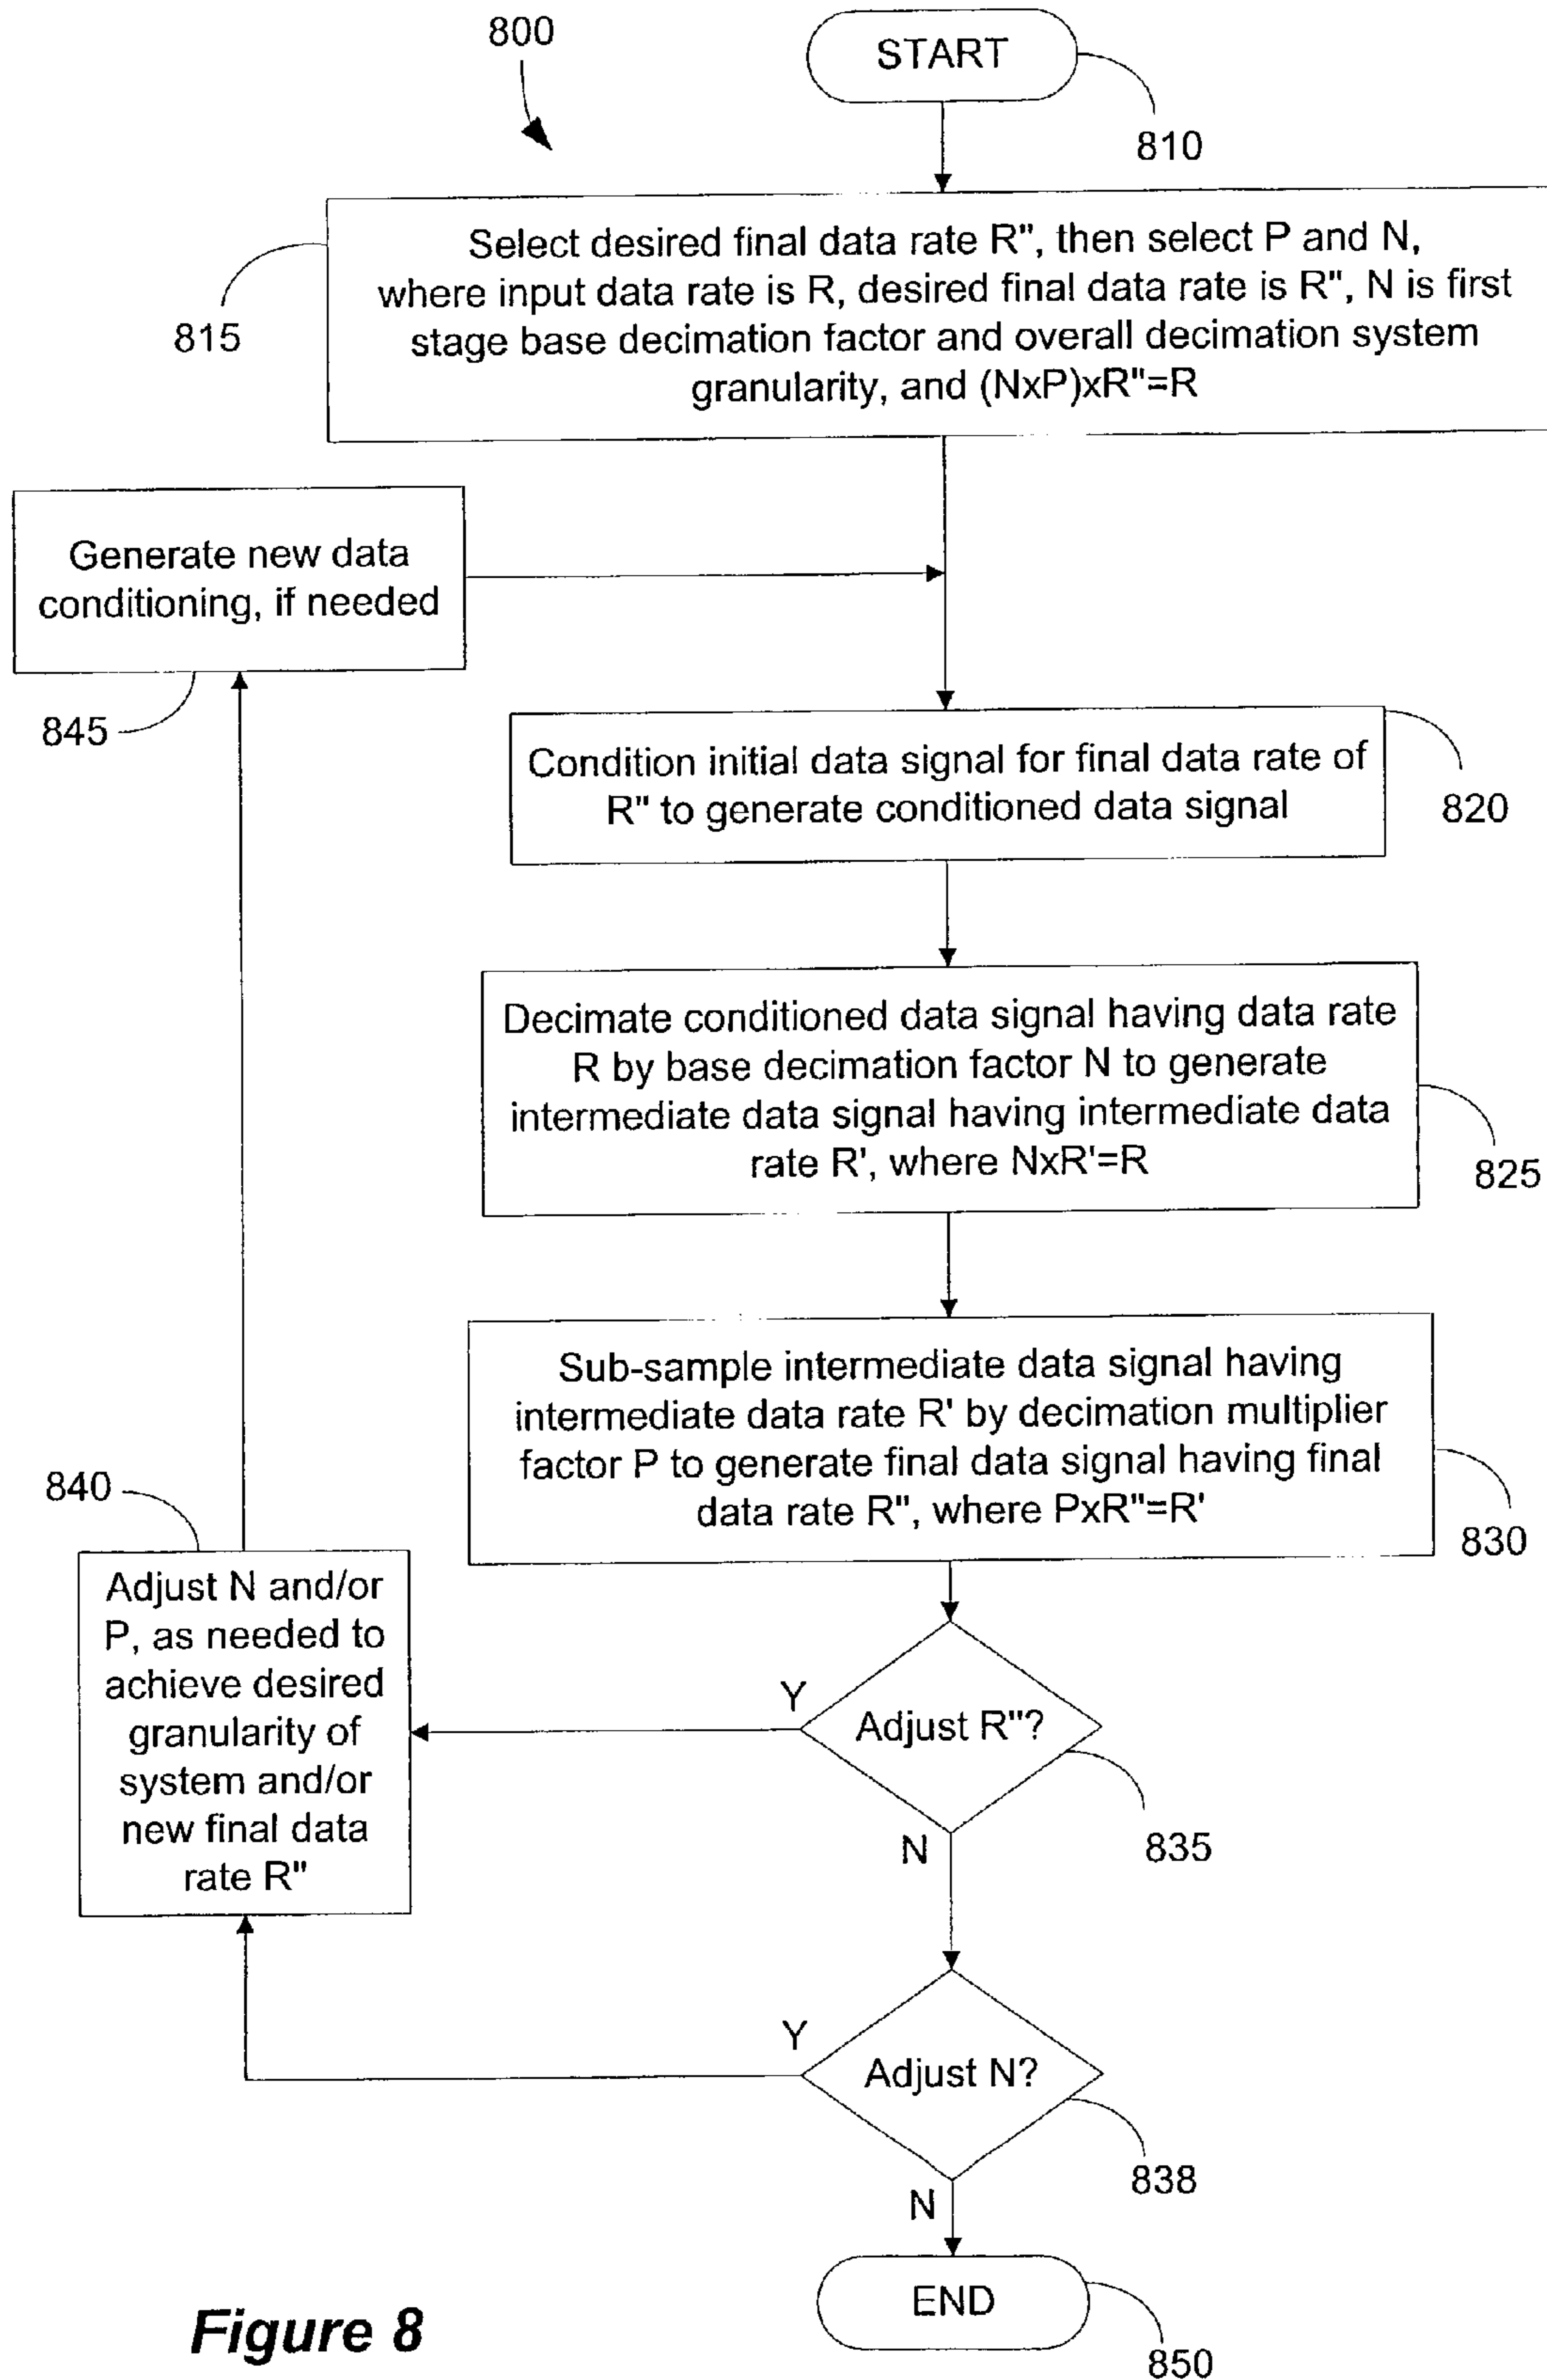 800
START
810
Select desired final data rate R", then select P and N,
where input data rate is R, desired final data rate is R", N is first
stage base decimation factor and overall decimation system
granularity, and (NxP)xR"=R
815
Generate new data
conditioning, if needed
845
Condition initial data signal for final data rate of
R" to generate conditioned data signal
820
Decimate conditioned data signal having data rate
R by base decimation factor N to generate
intermediate data signal having intermediate data
rate R', where NxR'=R
825
Sub-sample intermediate data signal having
intermediate data rate R' by decimation multiplier
factor P to generate final data signal having final
data rate R", where PxR"=R'
830
840
Adjust N and/or
P, as needed to
achieve desired
granularity of
system and/or
new final data
rate R"
Y
Adjust R"?
835
N
Y
Adjust N?
838
N
END
850
Figure 8